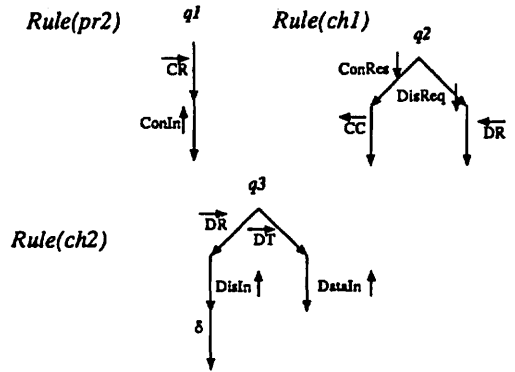 Rule(pr2)
q1
Rule(ch1)
q2
CR
ConIn
ConRes
DisReq
CC
DR
q3
Rule(ch2)
DR
DT
DisIn
DataIn
δ